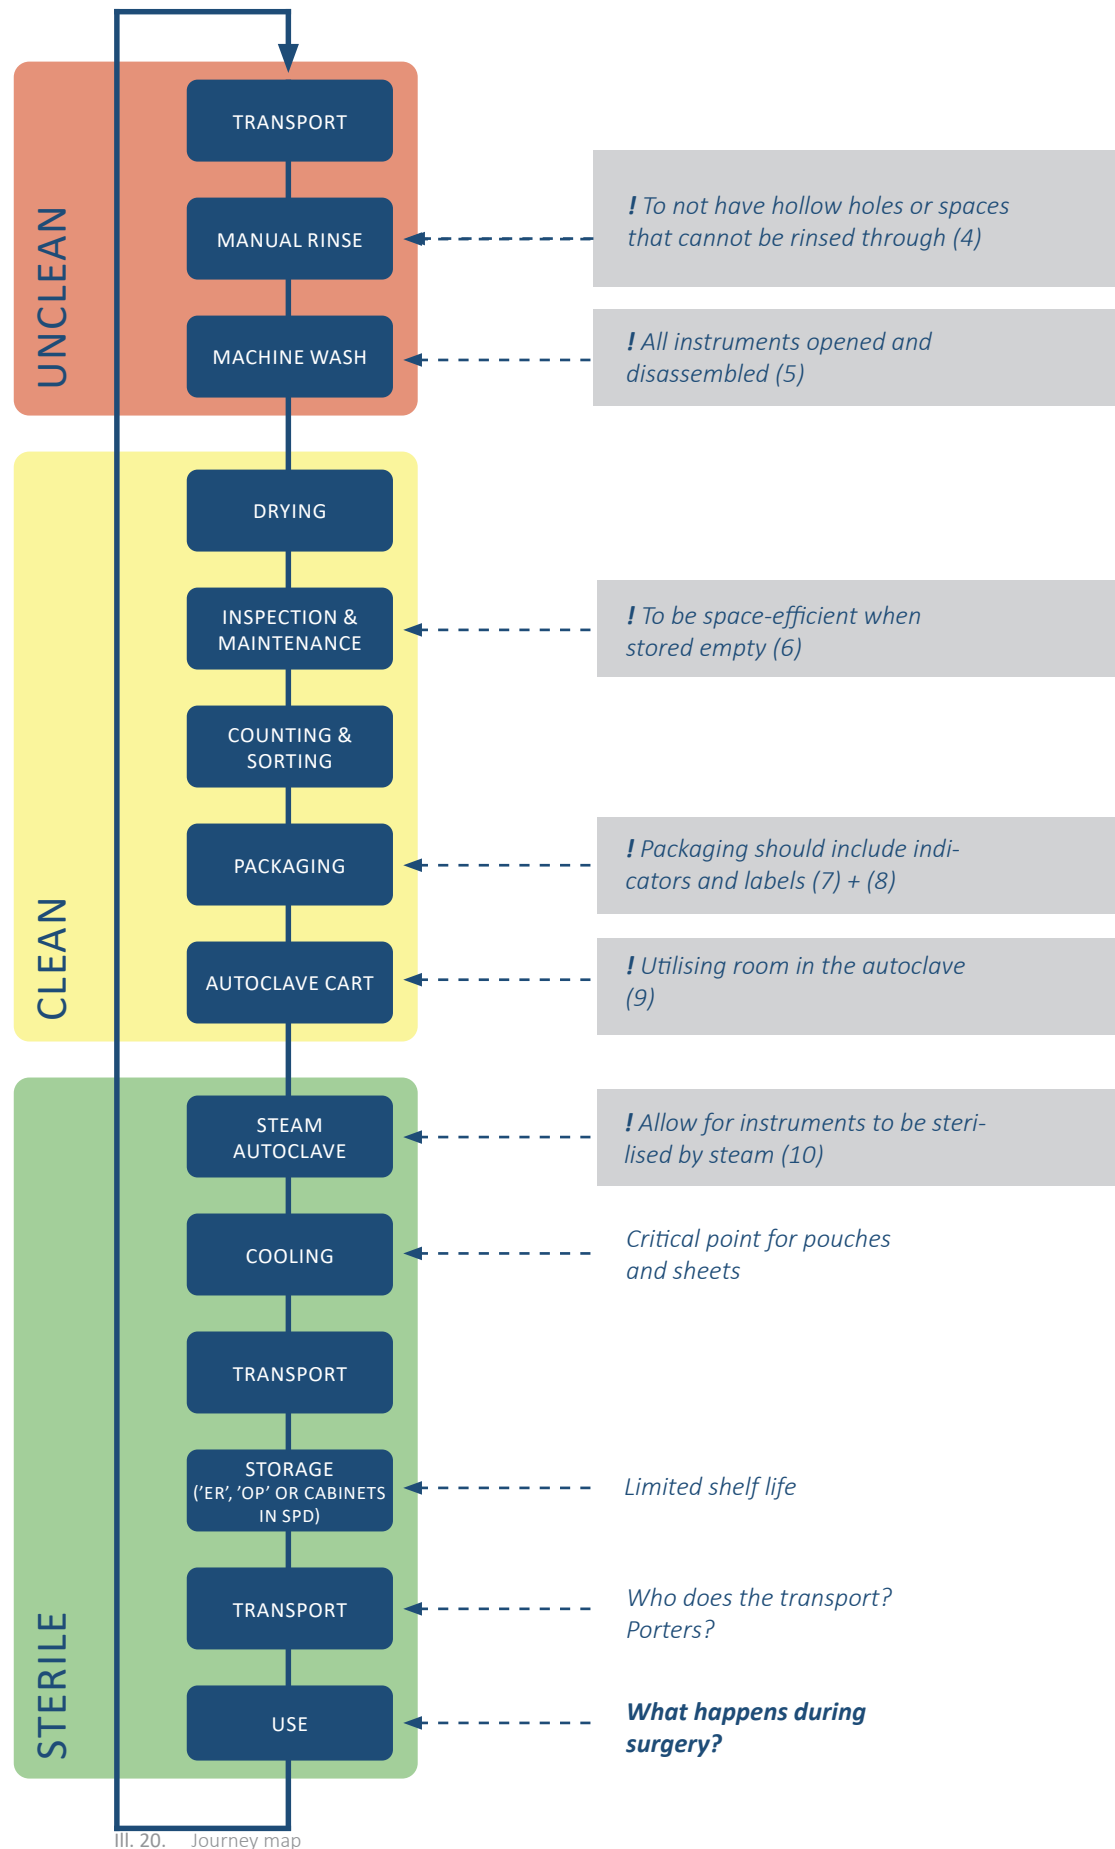 UNCLEAN
TRANSPORT
MANUAL RINSE
! To not have hollow holes or spaces
that cannot be rinsed through (4)
MACHINE WASH
! All instruments opened and
disassembled (5)
CLEAN
DRYING
INSPECTION &
MAINTENANCE
! To be space-efficient when
stored empty (6)
COUNTING &
SORTING
PACKAGING
! Packaging should include indi-
cators and labels (7) + (8)
AUTOCLAVE CART
! Utilising room in the autoclave
(9)
STERILE
STEAM
AUTOCLAVE
! Allow for instruments to be steri-
lised by steam (10)
COOLING
Critical point for pouches
and sheets
TRANSPORT
STORAGE
('ER', 'OP' OR CABINETS
IN SPD)
Limited shelf life
TRANSPORT
Who does the transport?
Porters?
USE
What happens during
surgery?
Ill. 20. Journey map